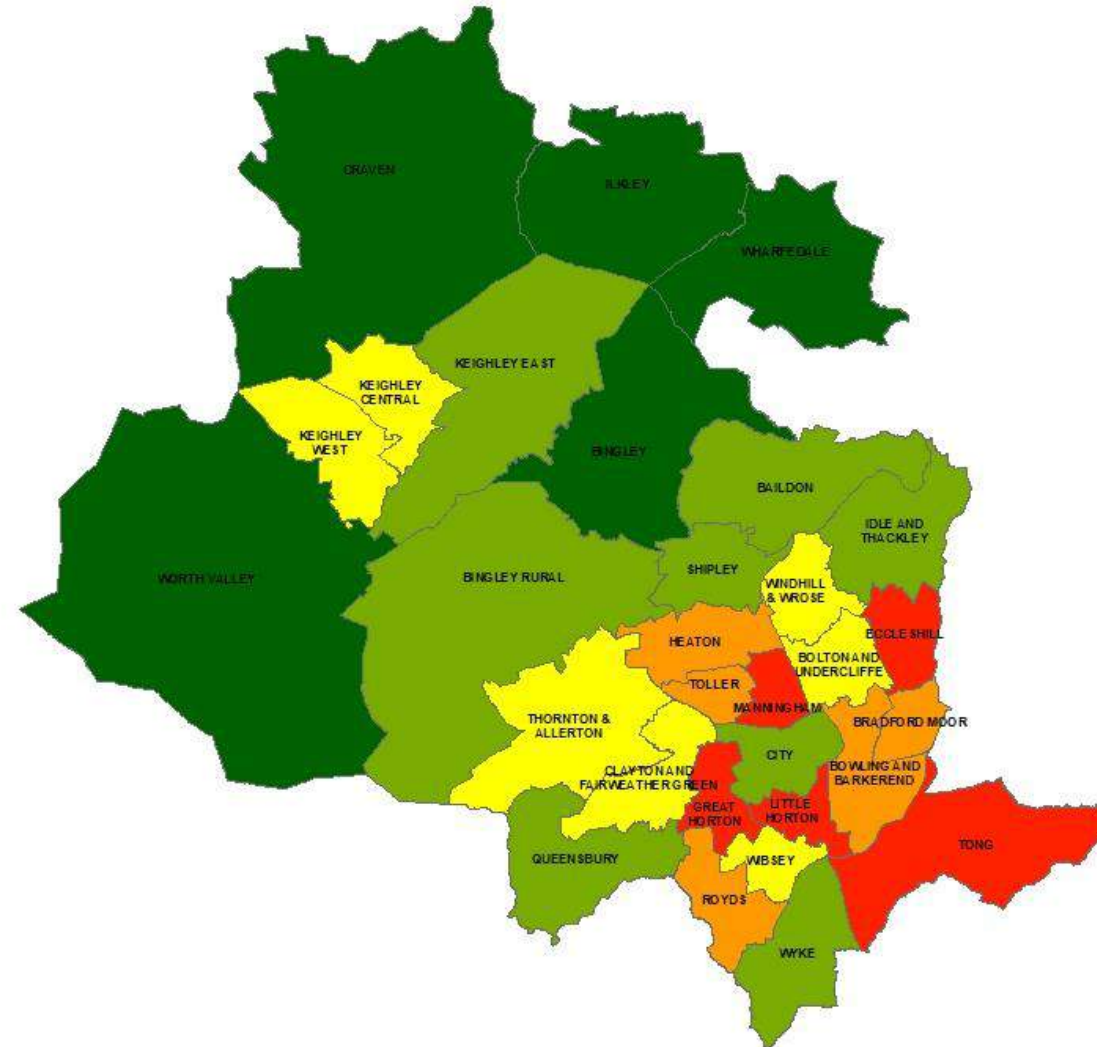 CRAVEN
ILKLEY
WHARFEDALE
KEIGHLEY EAST
KEIGHLEY
CENTRAL
KEIGHLEY
WEST
BINGLEY
BAILDON
IDLE AND
THACKLEY
WORTH VALLEY
BINGLEY RURAL
SHIPLEY
WINDHILL
& WROSE
ECCLESHILL
HEATON
BOLTON AND
UNDERCLIFFE
TOLLER
MANNINGHAM
THORNTON &
ALLERTON
BRADFORD MOOR
CITY
CLAYTON AND
FAIRWEATHER GREEN
BOWLING AND
BARKEREND
GREAT
HORTON
LITTLE
HORTON
TONG
QUEENSBURY
WIBSEY
ROYDS
WYKE